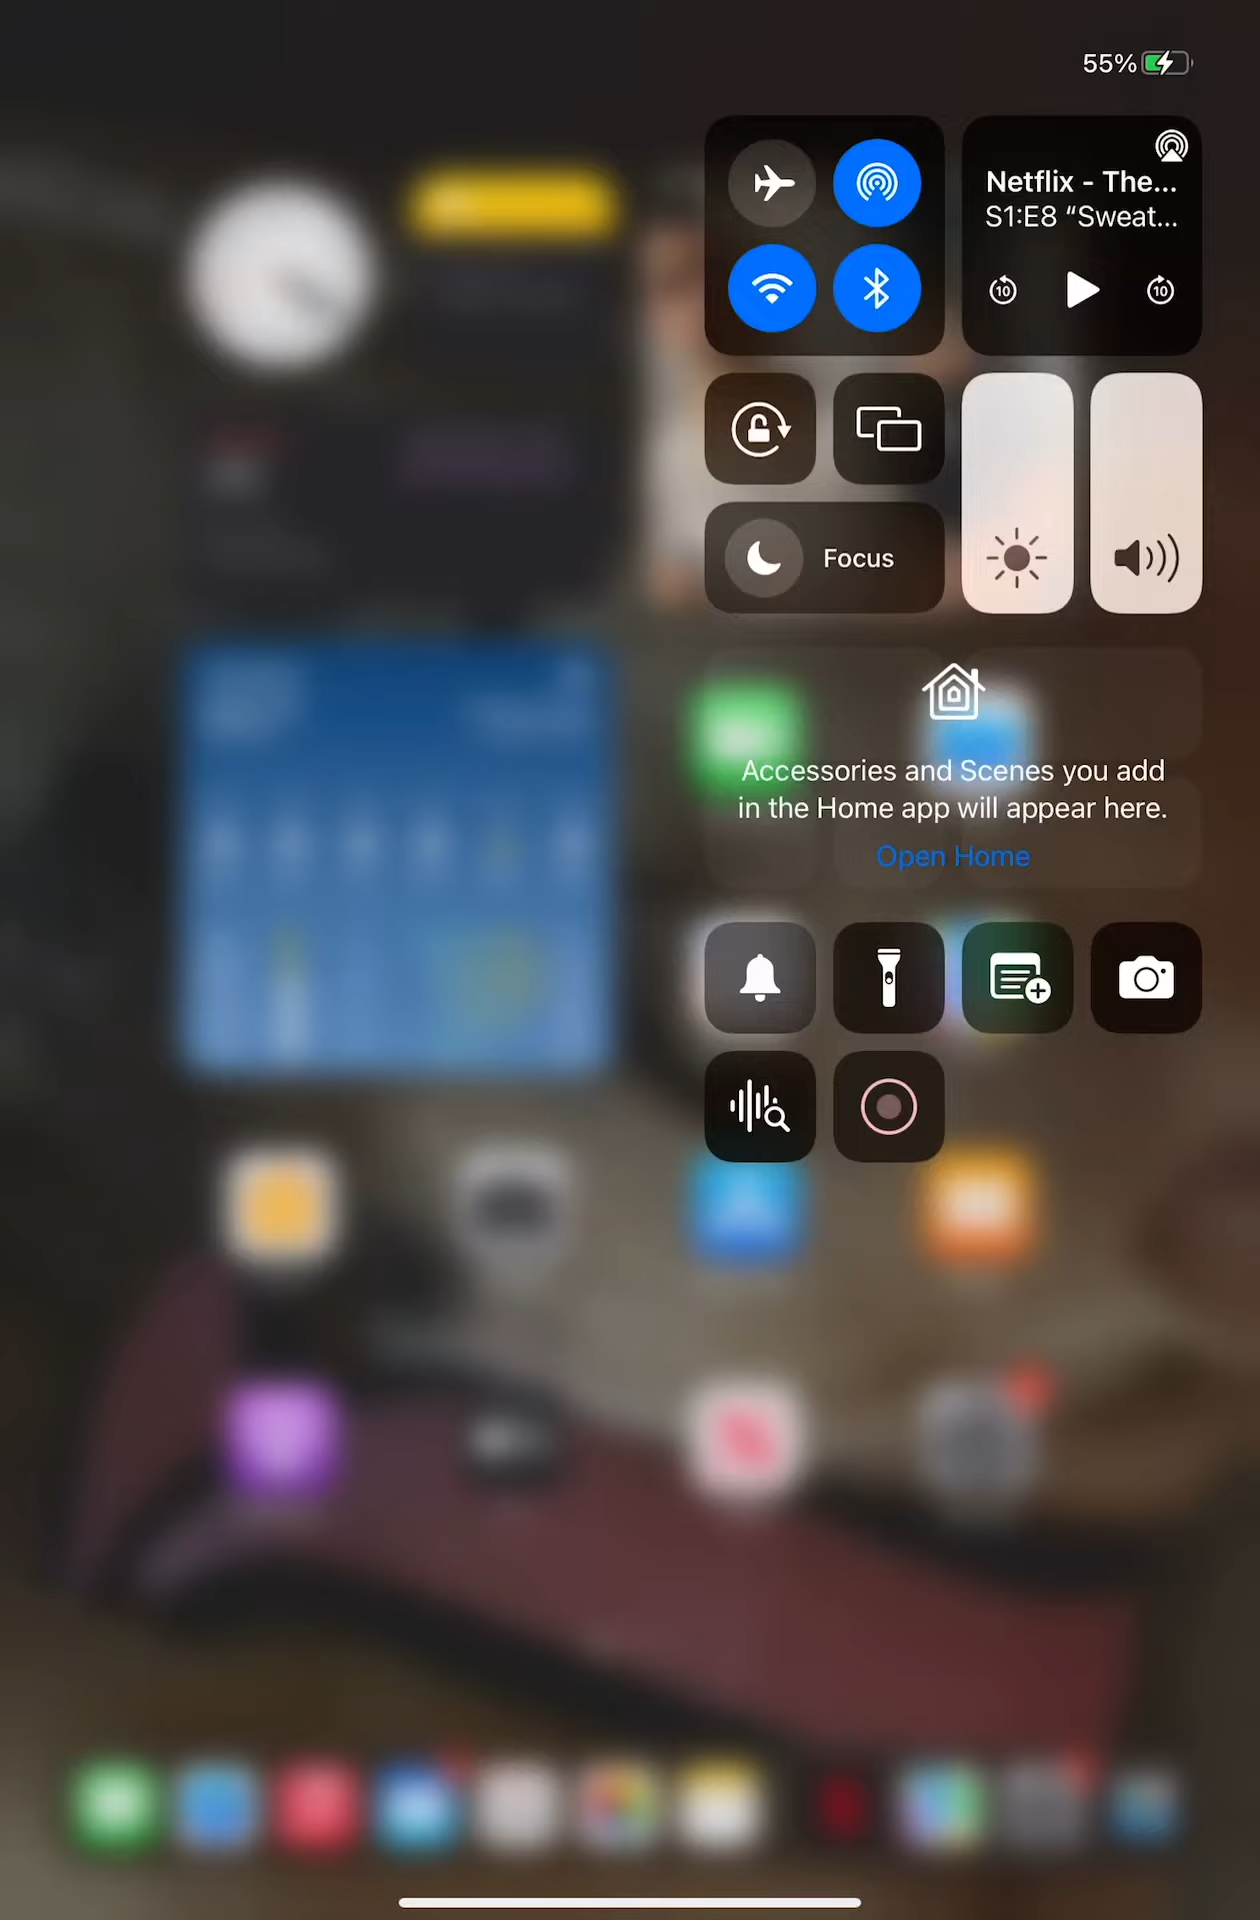 55%
Netflix - The...
S1:E8 “Sweat...
10
10
Focus
Accessories and Scenes you add
in the Home app will appear here.
Open Home